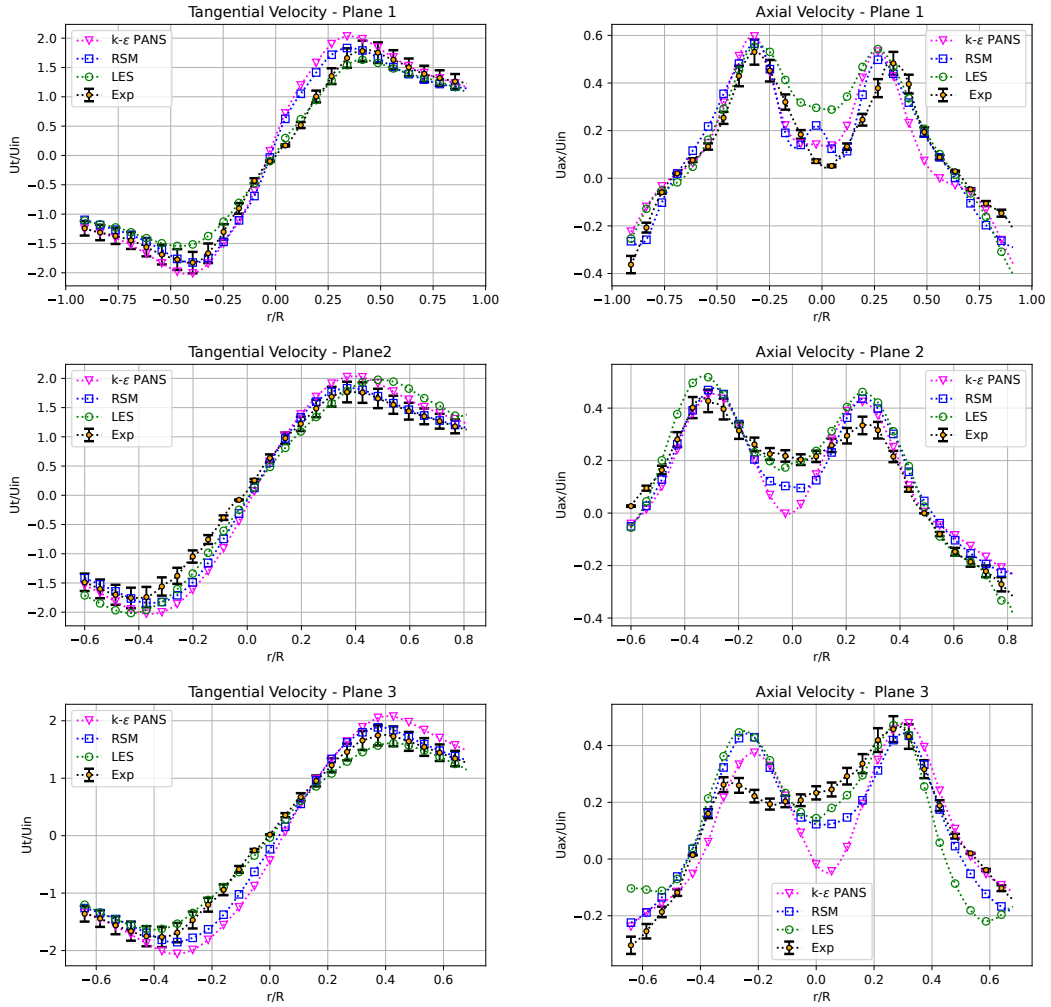 Tangential Velocity - Plane 1
Ut/Uin
2.0
1.5
1.0
0.5
0.0
−0.5
−1.0
−1.5
−2.0
k-ε PANS
RSM
LES
Exp
−1.00 −0.75 −0.50 −0.25 0.00 0.25 0.50 0.75 1.00
r/R
Axial Velocity - Plane 1
Uax/Uin
0.6
0.4
0.2
0.0
−0.2
−0.4
k-ε PANS
RSM
LES
Exp
−1.00 −0.75 −0.50 −0.25 0.00 0.25 0.50 0.75 1.00
r/R
Tangential Velocity - Plane2
Ut/Uin
2.0
1.5
1.0
0.5
0.0
−0.5
−1.0
−1.5
−2.0
k-ε PANS
RSM
LES
Exp
−0.6 −0.4 −0.2 0.0 0.2 0.4 0.6 0.8
r/R
Axial Velocity - Plane 2
Uax/Uin
0.4
0.2
0.0
−0.2
−0.4
k-ε PANS
RSM
LES
Exp
−0.6 −0.4 −0.2 0.0 0.2 0.4 0.6 0.8
r/R
Tangential Velocity - Plane 3
Ut/Uin
2
1
0
−1
−2
k-ε PANS
RSM
LES
Exp
−0.6 −0.4 −0.2 0.0 0.2 0.4 0.6
r/R
Axial Velocity -  Plane 3
Uax/Uin
0.4
0.2
0.0
−0.2
k-ε PANS
RSM
LES
Exp
−0.6 −0.4 −0.2 0.0 0.2 0.4 0.6
r/R